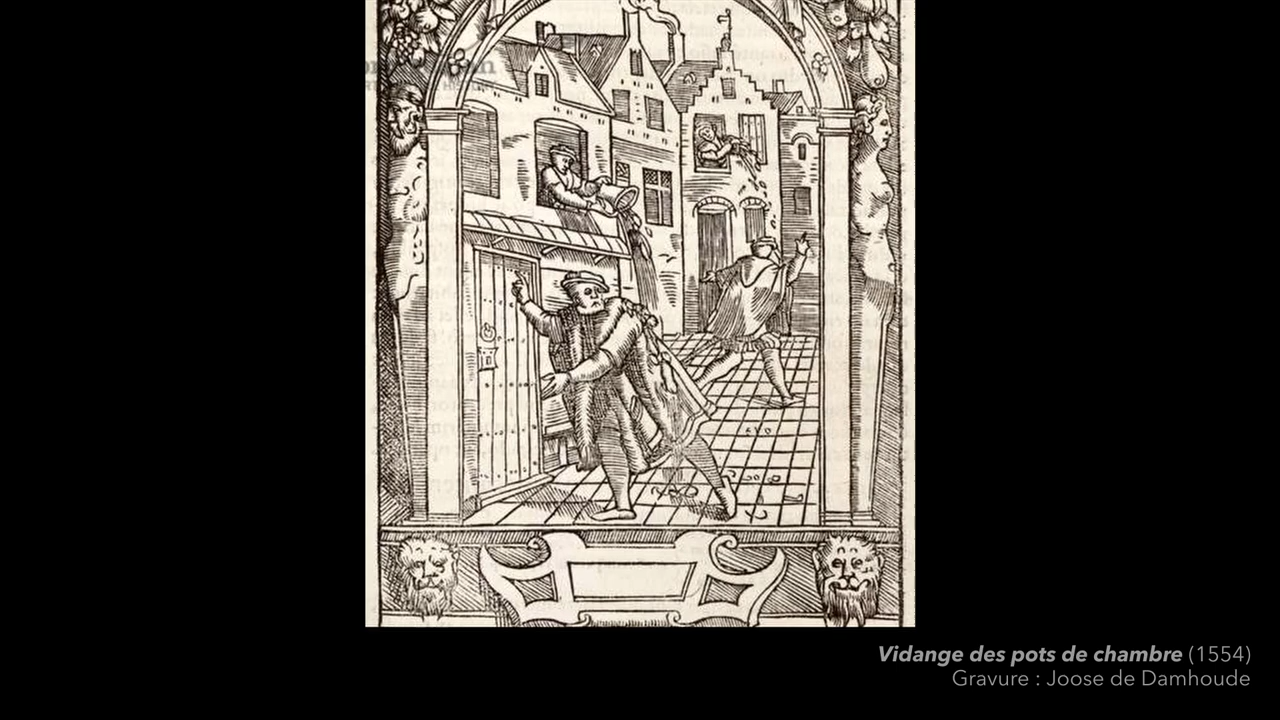 Vidange des pots de chambre (1554)
Gravure : Joose de Damhoude